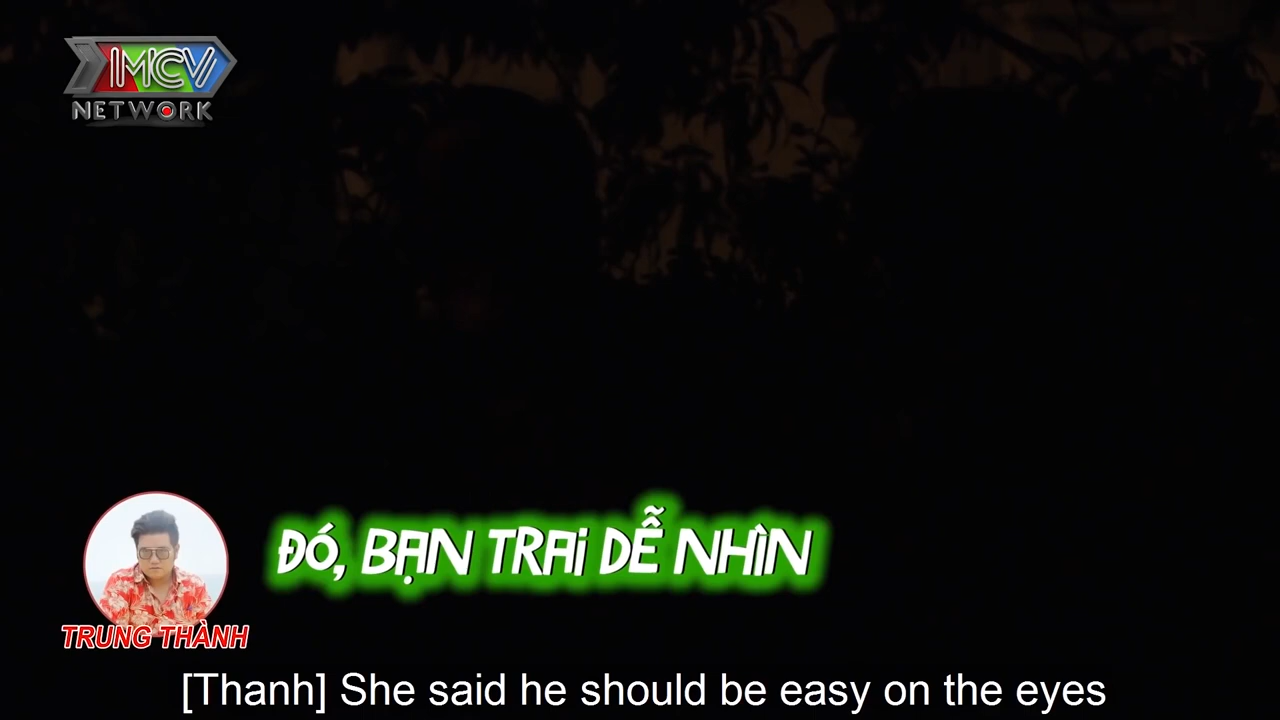 MCV
NETWORK
ĐÓ, BẠN TRAI DỄ NHÌN
TRUNG THÀNH
[Thanh] She said he should be easy on the eyes